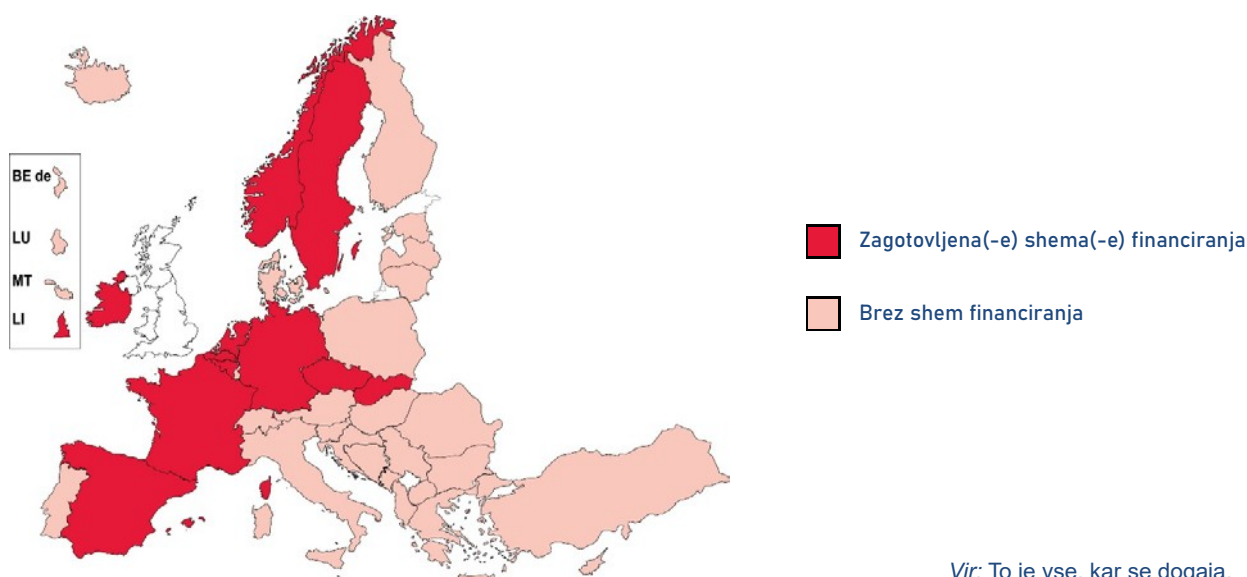 BE de
LU
MT
LI
Zagotovljena(-e) shema(-e) financiranja
Brez shem financiranja
Vir: To je vse, kar se dogaja.